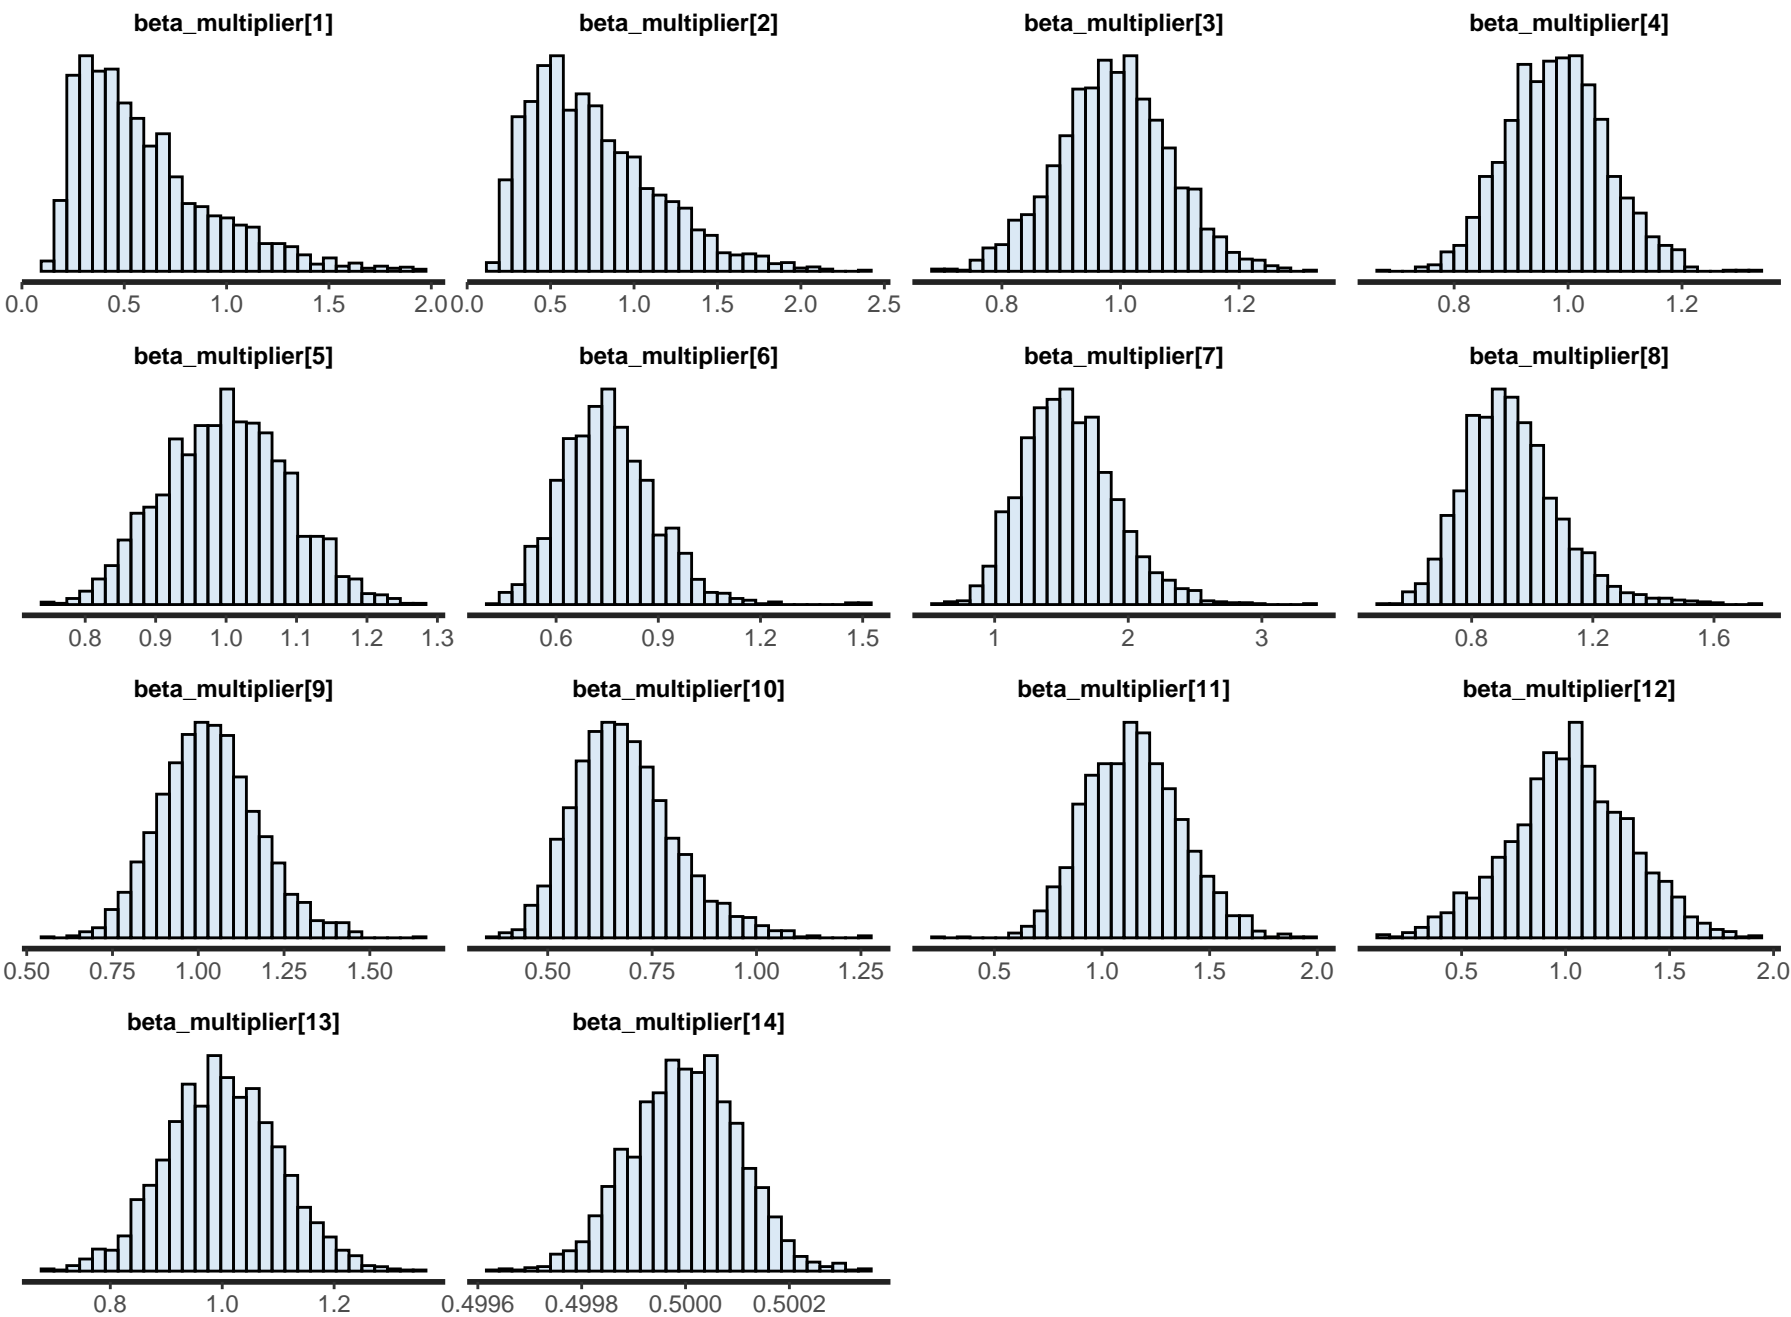 beta_multiplier[1] beta_multiplier[2] beta_multiplier[3] beta_multiplier[4]
0.0 0.5 1.0 1.5 2.0 0.0 0.5 1.0 1.5 2.0 2.5 0.8 1.0 1.2 0.8 1.0 1.2
beta_multiplier[5] beta_multiplier[6] beta_multiplier[7] beta_multiplier[8]
0.8 0.9 1.0 1.1 1.2 1.3 0.6 0.9 1.2 1.5 1 2 3 0.8 1.2 1.6
beta_multiplier[9] beta_multiplier[10] beta_multiplier[11] beta_multiplier[12]
0.50 0.75 1.00 1.25 1.50 0.50 0.75 1.00 1.25 0.5 1.0 1.5 2.0 0.5 1.0 1.5 2.0
beta_multiplier[13] beta_multiplier[14]
0.8 1.0 1.2 0.4996 0.4998 0.5000 0.5002